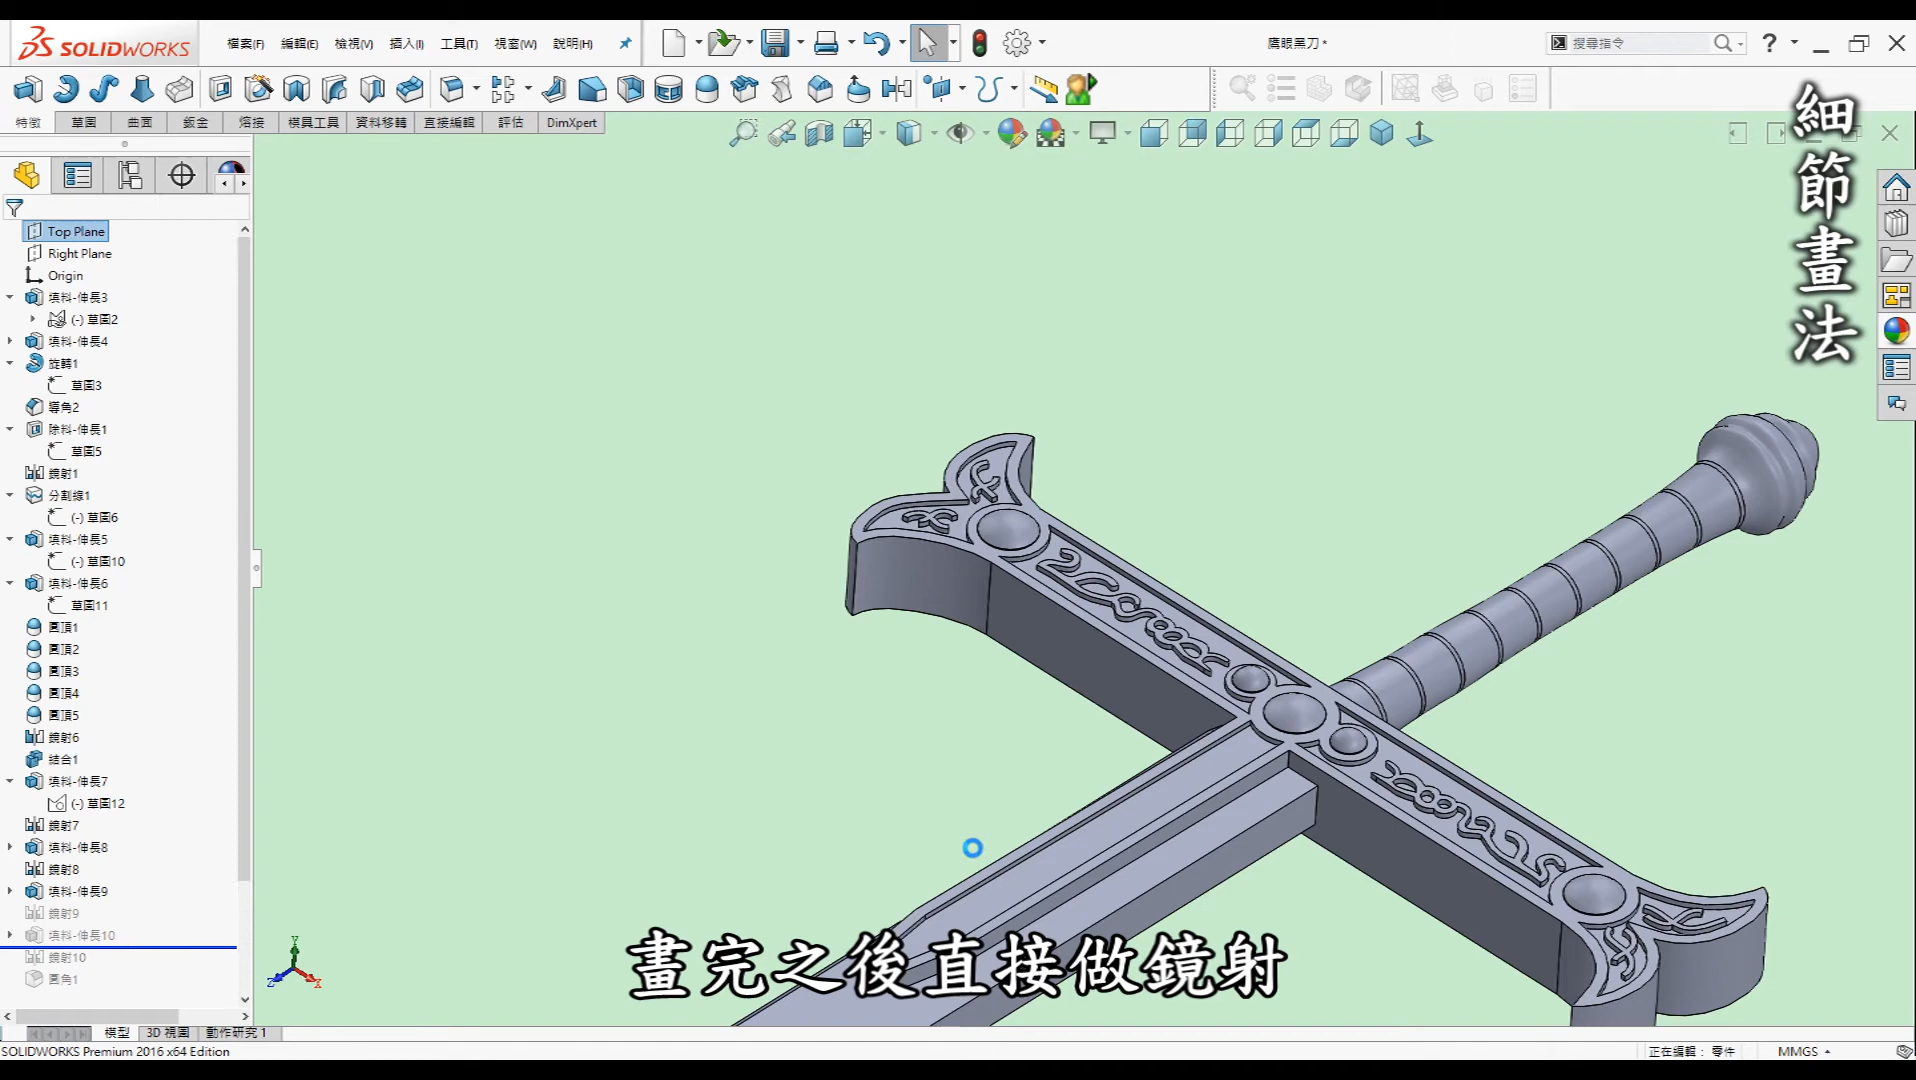 SOLIDWORKS
檔案(F) 編輯(E) 檢視(V) 插入(I) 工具(T) 視窗(W) 說明(H)
鷹眼黑刀 *
搜尋指令
特徵 草圖 曲面 鈑金 熔接 模具工具 資料移轉 直接編輯 評估 DimXpert
細節畫法
Top Plane
Right Plane
Origin
填料-伸長3
(-) 草圖2
填料-伸長4
旋轉1
草圖3
導角2
除料-伸長1
草圖5
鏡射1
分割線1
(-) 草圖6
填料-伸長5
(-) 草圖10
填料-伸長6
草圖11
圓頂1
圓頂2
圓頂3
圓頂4
圓頂5
鏡射6
結合1
填料-伸長7
(-) 草圖12
鏡射7
填料-伸長8
鏡射8
填料-伸長9
鏡射9
填料-伸長10
鏡射10
圓角1
Y
Z
X
畫完之後直接做鏡射
模型 3D 視圖 動作研究 1
SOLIDWORKS Premium 2016 x64 Edition
正在編輯： 零件
MMGS